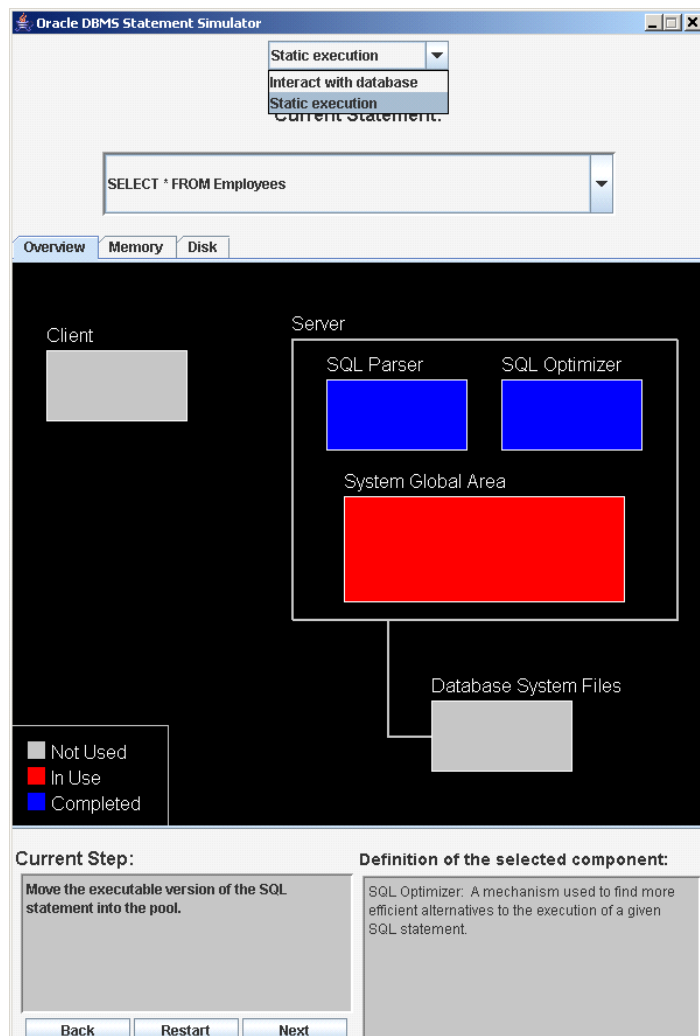 Oracle DBMS Statement Simulator
Static execution
Interact with database
Static execution
Current Statement:
SELECT * FROM Employees
Overview Memory Disk
Client
Server
SQL Parser SQL Optimizer
System Global Area
Database System Files
Not Used
In Use
Completed
Current Step:
Move the executable version of the SQL
statement into the pool.
Back Restart Next
Definition of the selected component:
SQL Optimizer: A mechanism used to find more
efficient alternatives to the execution of a given
SQL statement.